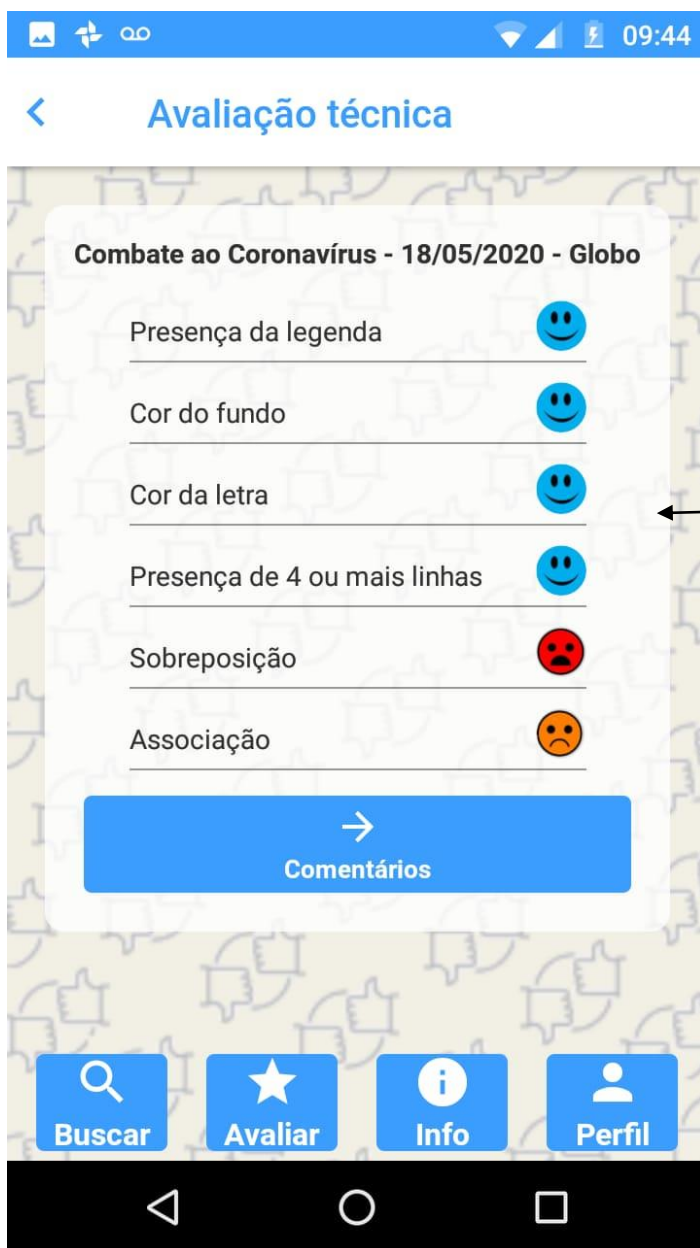 09:44
Avaliação técnica
Combate ao Coronavírus - 18/05/2020 - Globo
Presença da legenda
Cor do fundo
Cor da letra
Presença de 4 ou mais linhas
Sobreposição
Associação
Comentários
Buscar Avaliar Info Perfil